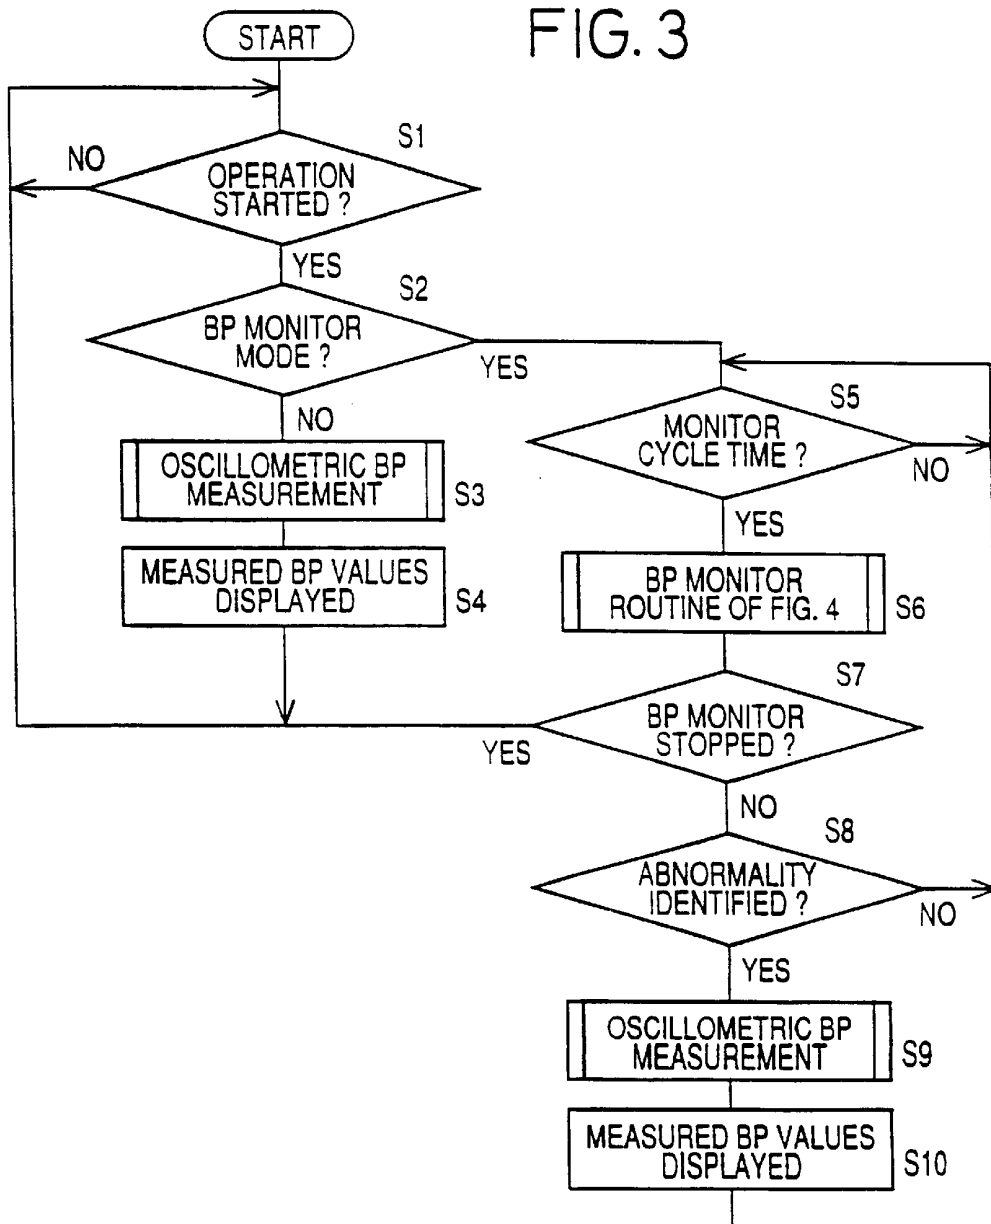 FIG. 3
START
S1
NO
OPERATION
STARTED ?
YES
S2
BP MONITOR
MODE ?
YES
NO
OSCILLOMETRIC BP
MEASUREMENT
S3
MEASURED BP VALUES
DISPLAYED
S4
S5
MONITOR
CYCLE TIME ?
NO
YES
BP MONITOR
ROUTINE OF FIG. 4
S6
S7
BP MONITOR
STOPPED ?
YES
NO
S8
ABNORMALITY
IDENTIFIED ?
NO
YES
OSCILLOMETRIC BP
MEASUREMENT
S9
MEASURED BP VALUES
DISPLAYED
S10